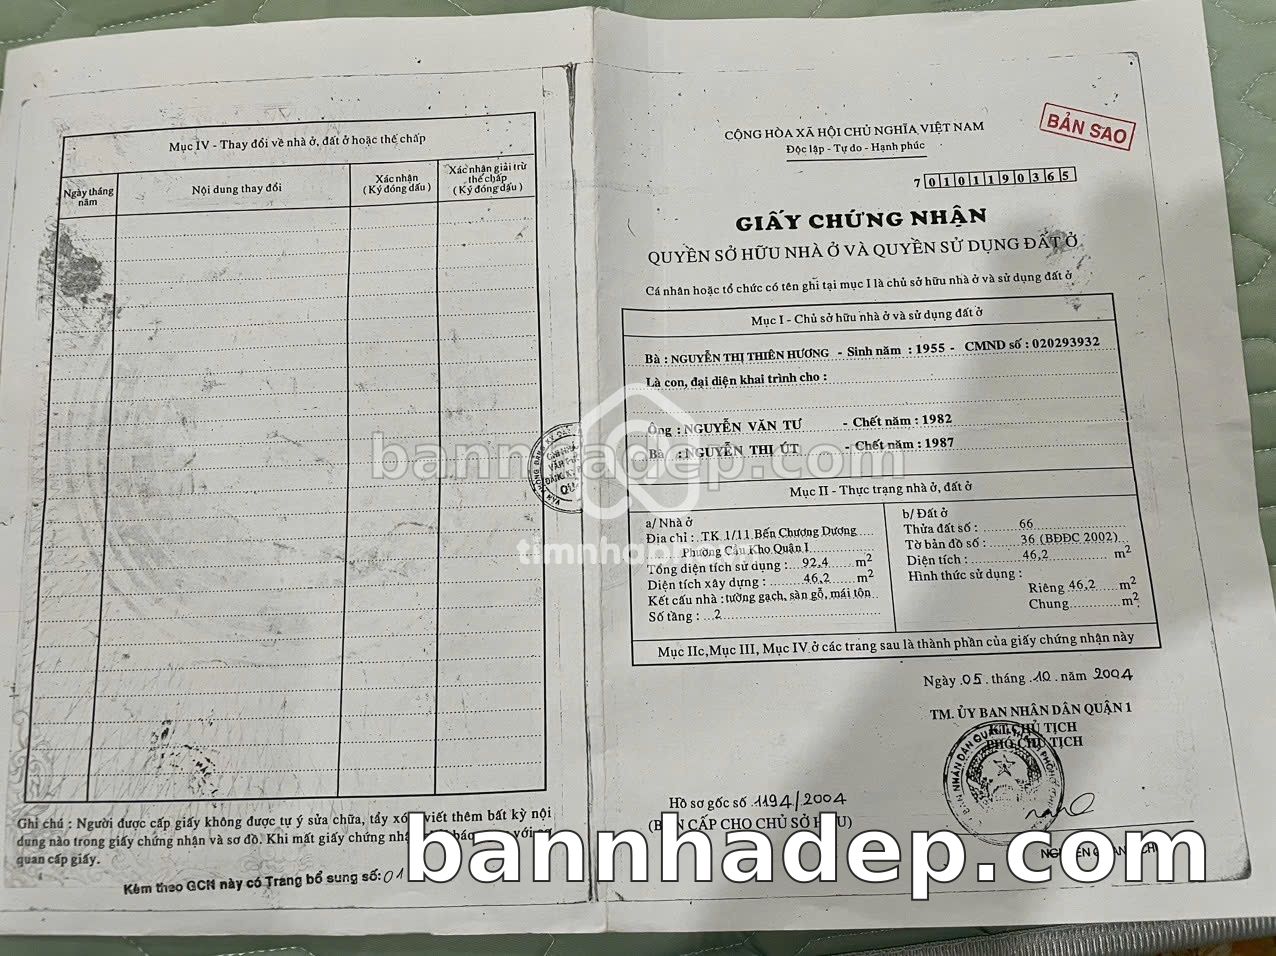 Mục IV - Thay đổi về nhà ở, đất ở hoặc thế chấp
Ngày tháng năm
Nội dung thay đổi
Xác nhận
(Ký đóng dấu)
Xác nhận giải trừ
thế chấp
(Ký đóng dấu)
Ghi chú : Người được cấp giấy không được tự ý sửa chữa, tẩy viết thêm bất kỳ nội
dung nào trong giấy chứng nhận và sơ đồ. Khi mất giấy chứng với
quan cấp giấy.
Kèm theo GCN này có Trang bổ sung số: 01
CỘNG HÒA XÃ HỘI CHỦ NGHĨA VIỆT NAM
Độc lập - Tự do - Hạnh phúc
BẢN SAO
7 0 1 0 1 1 9 0 3 6 5
GIẤY CHỨNG NHẬN
QUYỀN SỞ HỮU NHÀ Ở VÀ QUYỀN SỬ DỤNG ĐẤT Ở
Cá nhân hoặc tổ chức có tên ghi tại mục I là chủ sở hữu nhà ở và sử dụng đất ở
Mục I - Chủ sở hữu nhà ở và sử dụng đất ở
Bà : NGUYỄN THỊ THIÊN HƯƠNG - Sinh năm : 1955 - CMND số : 020293932
Là con, đại diện khai trình cho :
Ông : NGUYỄN VĂN TƯ - Chết năm : 1982
Bà : NGUYỄN THỊ ÚT - Chết năm : 1987
bannhadep.com
Mục II - Thực trạng nhà ở, đất ở
a/ Nhà ở
Địa chỉ : TK 1/11 Bến Chương Dương
Phường Cầu Kho Quận 1
Tổng diện tích sử dụng : 92,4 m2
Diện tích xây dựng : 46,2 m2
Kết cấu nhà : tường gạch, sàn gỗ, mái tôn
Số tầng : 2
b/ Đất ở
Thửa đất số : 66
Tờ bản đồ số : 36 (BĐĐC 2002)
Diện tích : 46,2 m2
Hình thức sử dụng :
Riêng 46,2 m2
Chung m2
Mục IIc, Mục III, Mục IV ở các trang sau là thành phần của giấy chứng nhận này
Ngày 05 tháng 10 năm 2004
TM. ỦY BAN NHÂN DÂN QUẬN 1
KT. CHỦ TỊCH
PHÓ CHỦ TỊCH
Hồ sơ gốc số 1194/2004
CẤP CHO CHỦ SỞ HỮU)
bannhadep.com